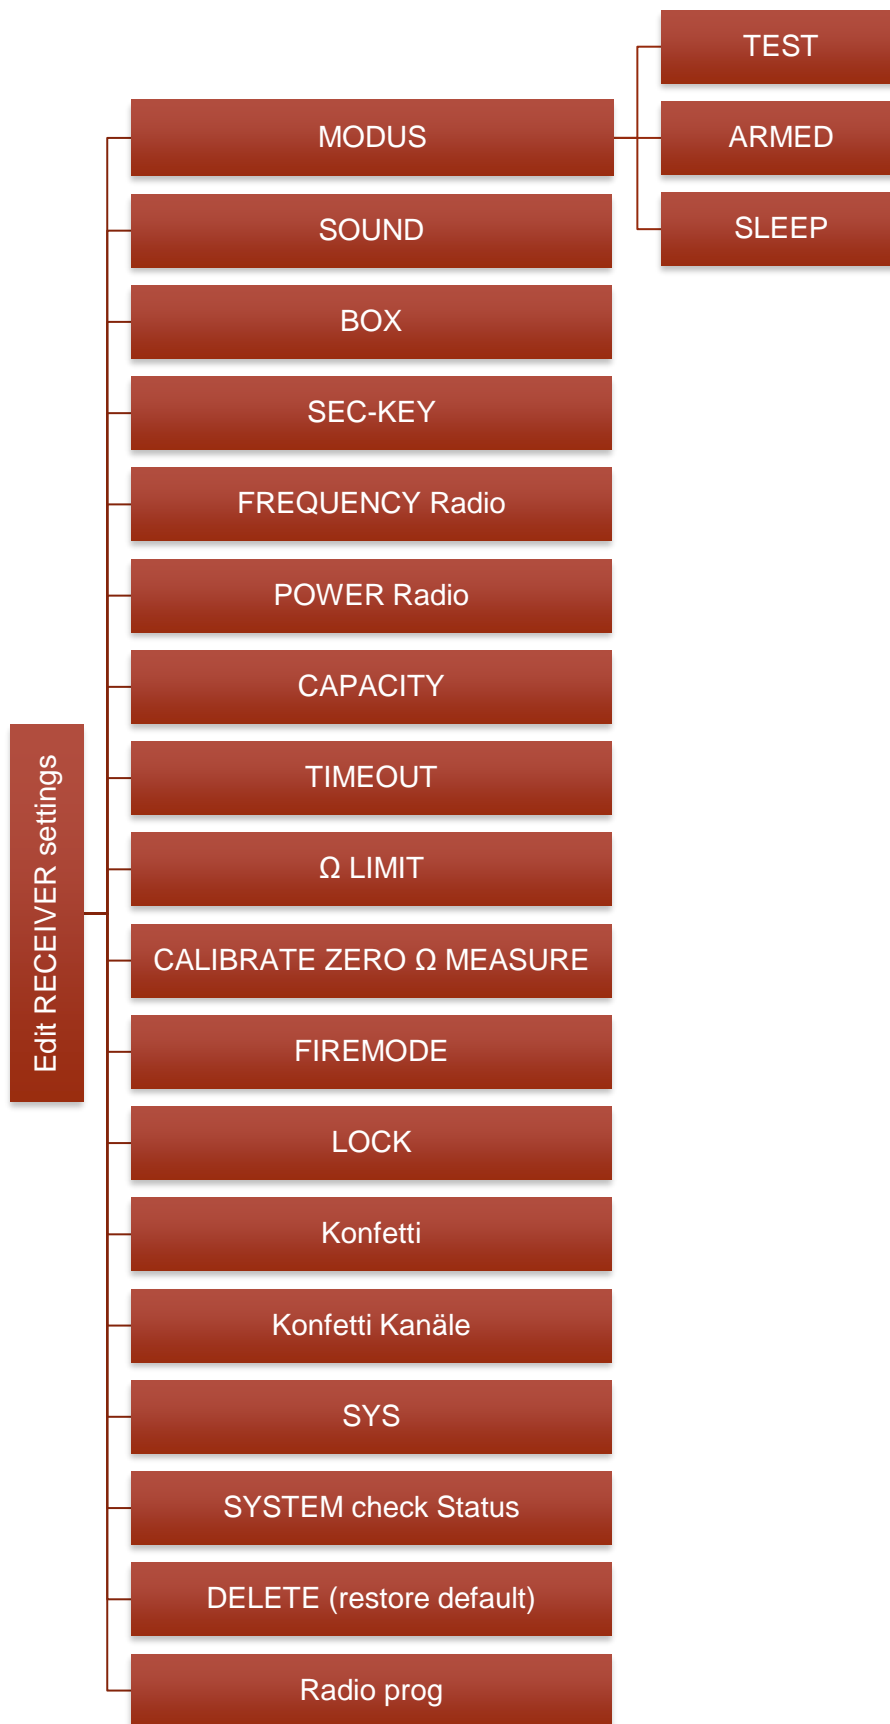 Edit RECEIVER settings
MODUS
TEST
ARMED
SLEEP
SOUND
BOX
SEC-KEY
FREQUENCY Radio
POWER Radio
CAPACITY
TIMEOUT
Ω LIMIT
CALIBRATE ZERO Ω MEASURE
FIREMODE
LOCK
Konfetti
Konfetti Kanäle
SYS
SYSTEM check Status
DELETE (restore default)
Radio prog